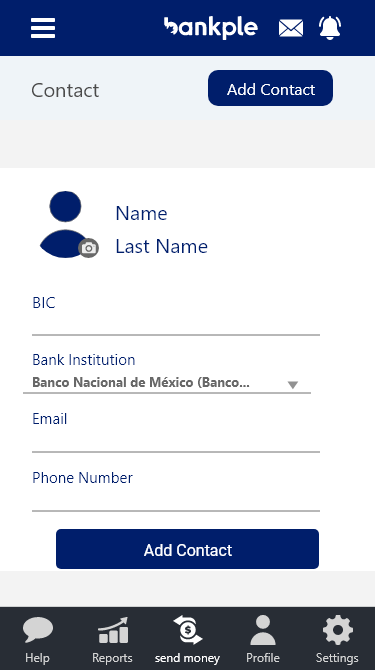 bankple
Contact
Add Contact
Name
Last Name
BIC
Bank Institution
Banco Nacional de México (Banco...
Email
Phone Number
Add Contact
Help
Reports
send money
Profile
Settings